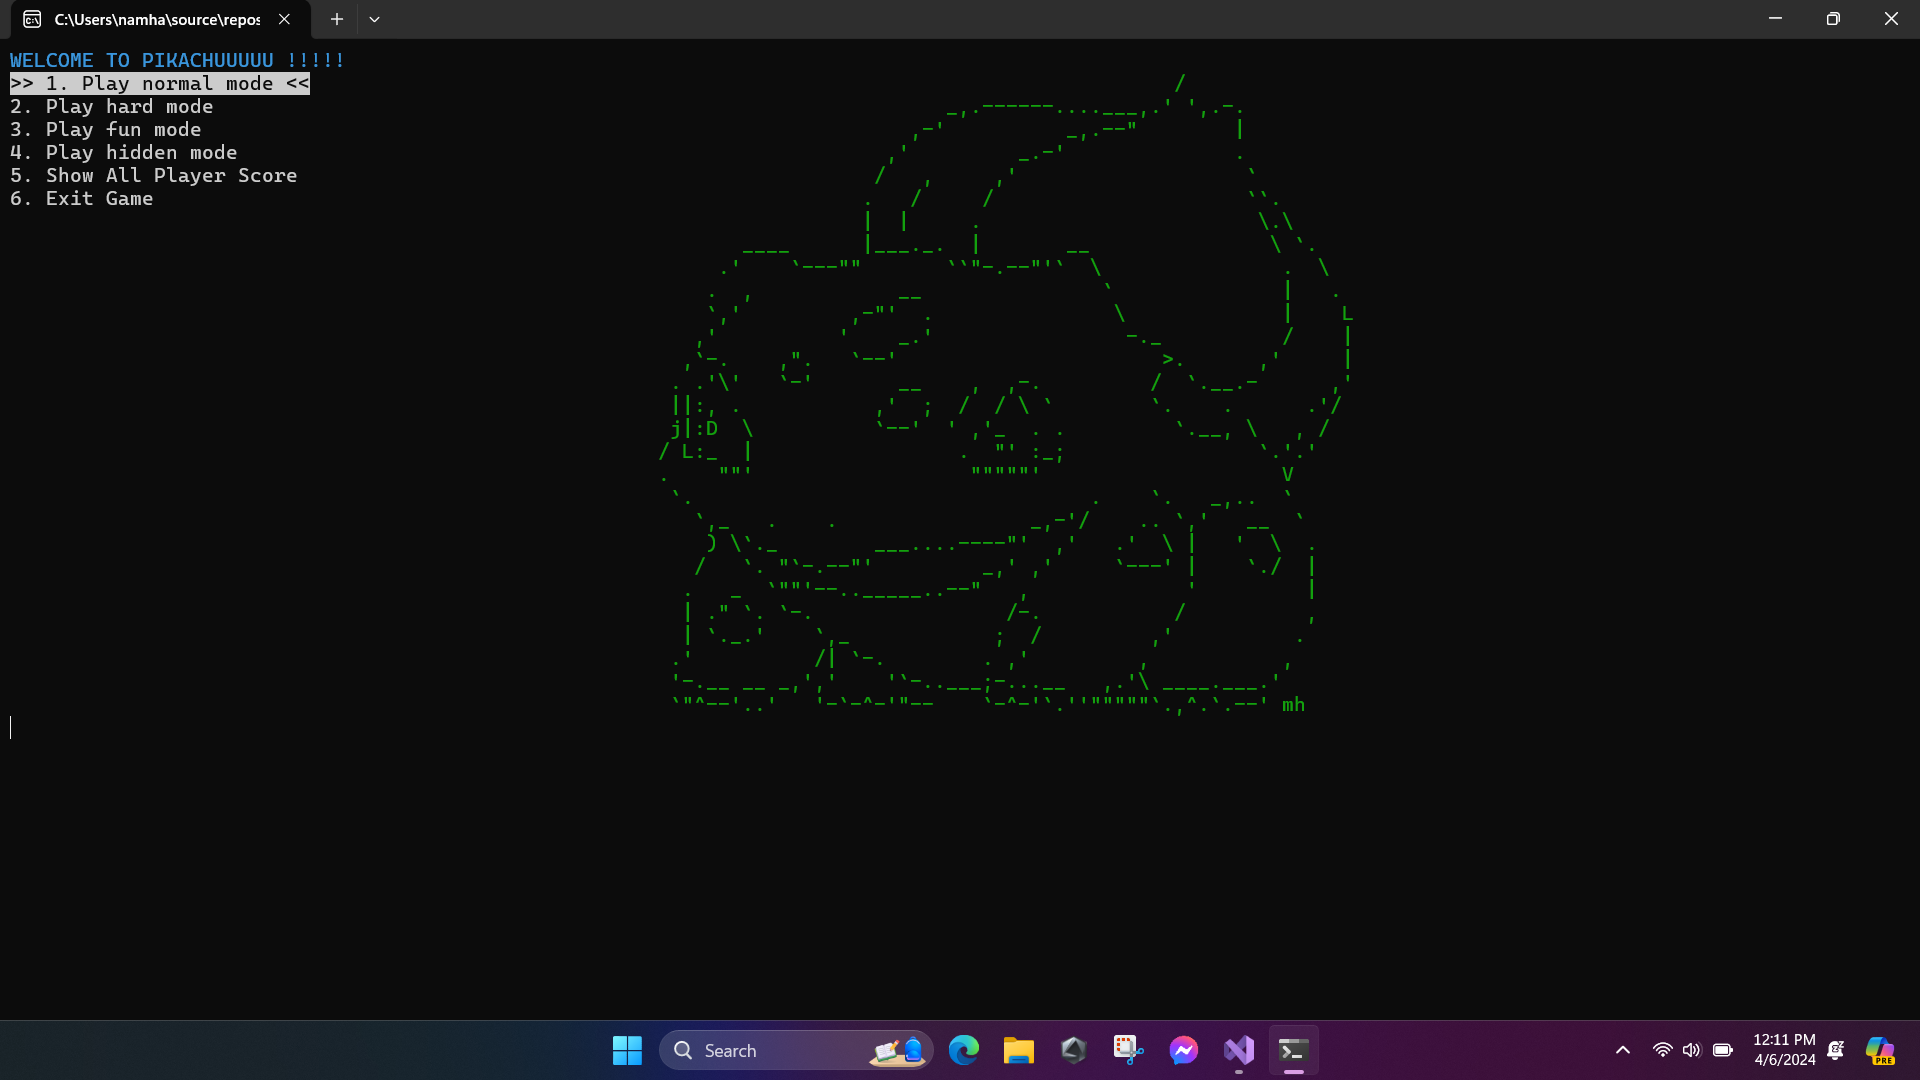 C:\Users\namha\source\repos
WELCOME TO PIKACHUUUUU !!!!!
>> 1. Play normal mode <<
2. Play hard mode
3. Play fun mode
4. Play hidden mode
5. Show All Player Score
6. Exit Game
mh
Search
12:11 PM
4/6/2024
PRE